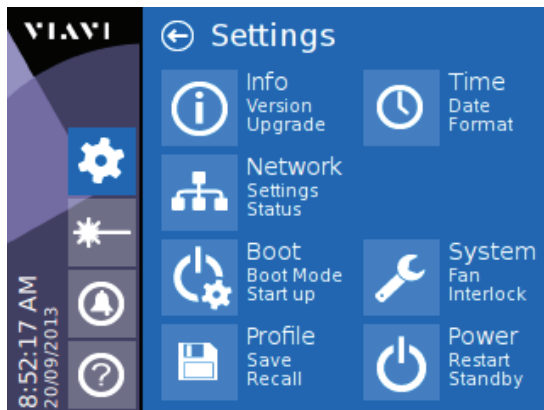 VIAVI
Settings
Info
Version
Upgrade
Time
Date
Format
Network
Settings
Status
Boot
Boot Mode
Start up
System
Fan
Interlock
Profile
Save
Recall
Power
Restart
Standby
8:52:17 AM
20/09/2013